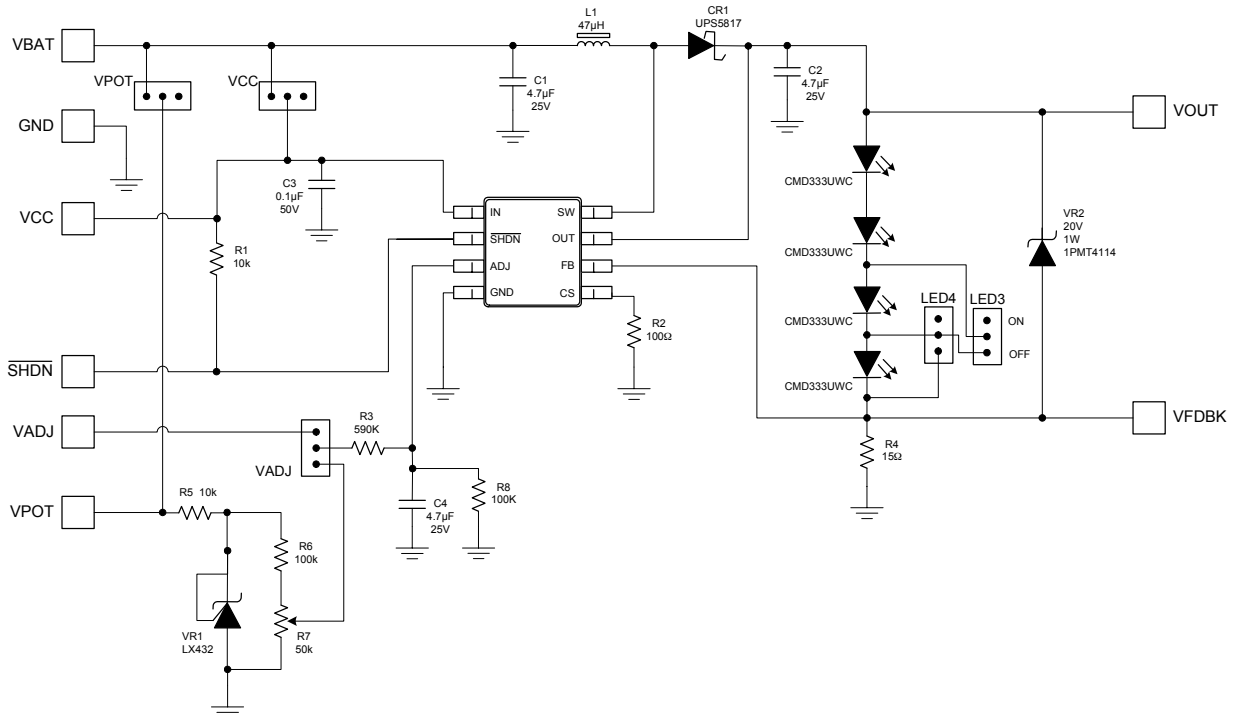 VBAT
VPOT
VCC
L1
47µH
CR1
UPS5817
C1
4.7µF
25V
C2
4.7µF
25V
GND
VOUT
VCC
C3
0.1µF
50V
R1
10k
IN
SHDN
ADJ
GND
SW
OUT
FB
CS
R2
100Ω
CMD333UWC
CMD333UWC
CMD333UWC
CMD333UWC
VR2
20V
1W
1PMT4114
LED4
LED3
ON
OFF
SHDN
VADJ
VADJ
R3
590K
VFDBK
R4
15Ω
VPOT
R5 10k
C4
4.7µF
25V
R8
100K
R6
100k
VR1
LX432
R7
50k